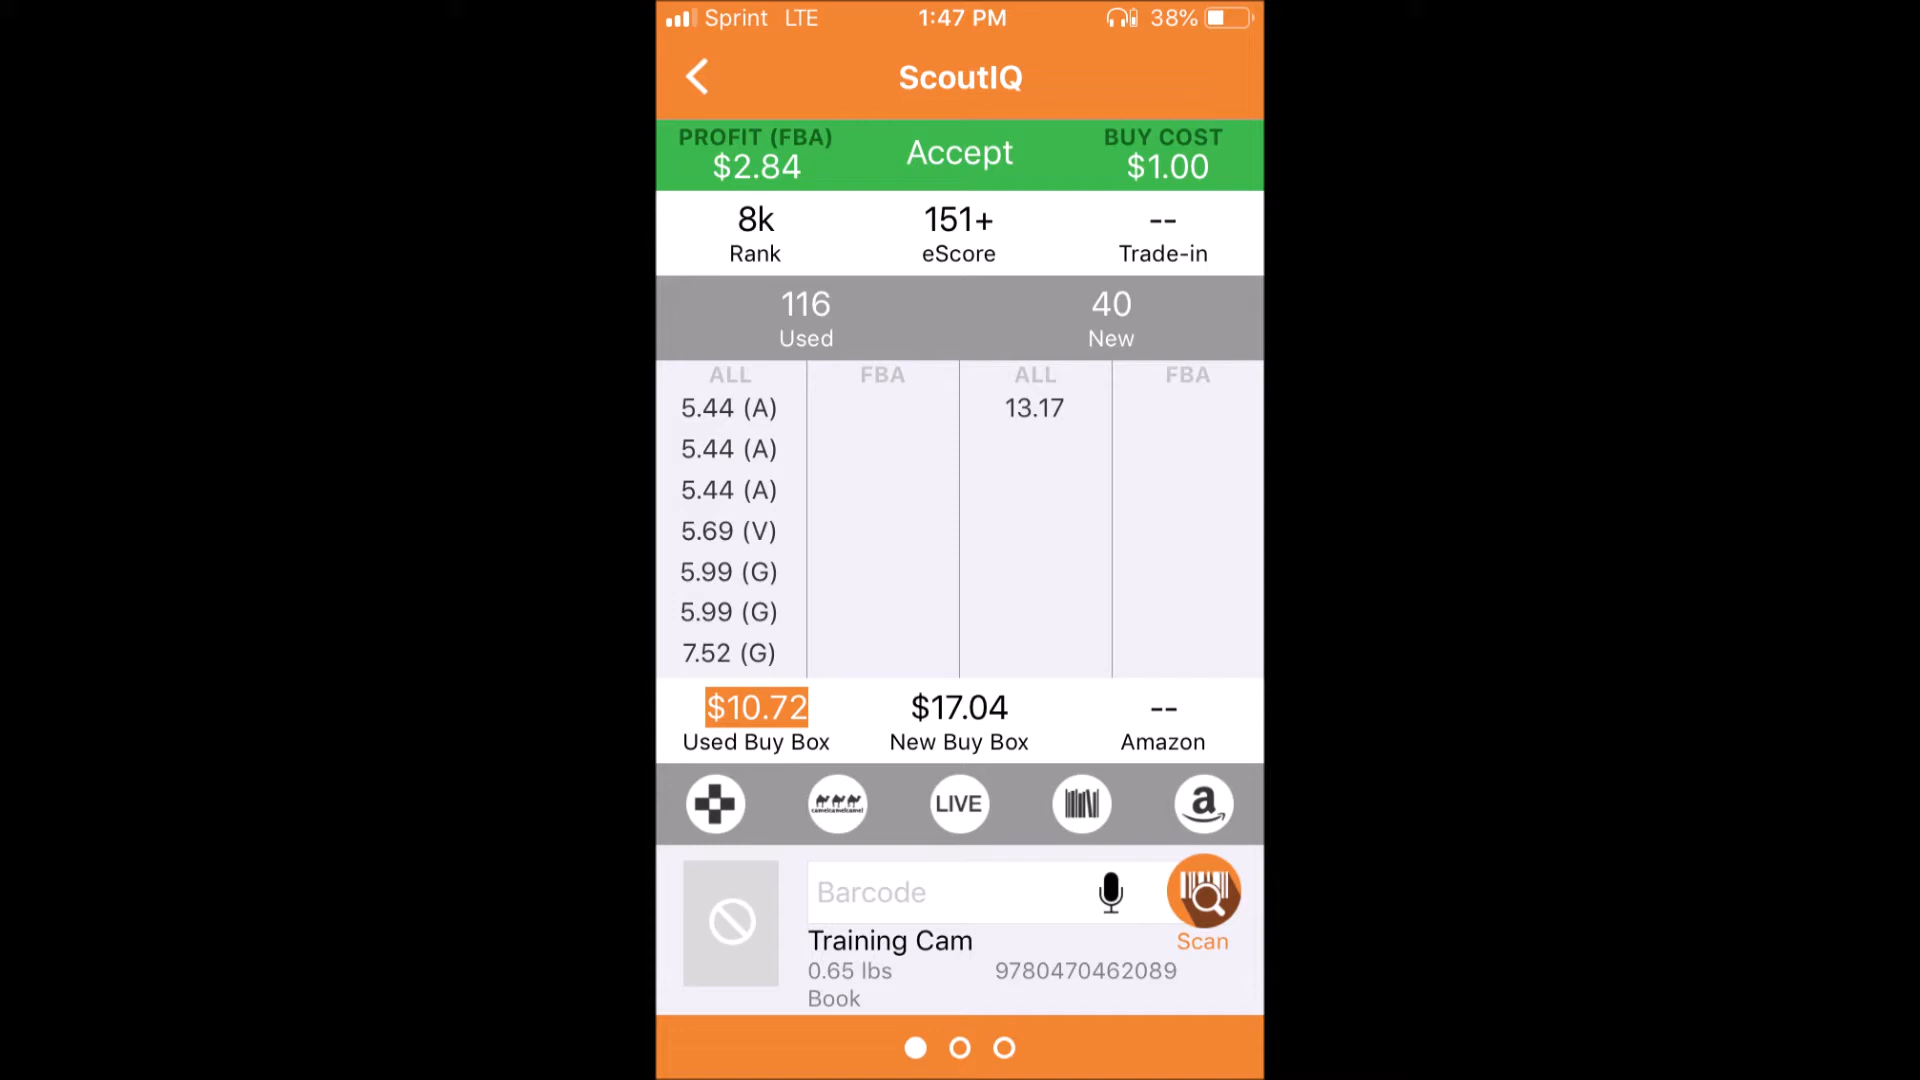 Sprint LTE 1:47 PM 38%
ScoutIQ
PROFIT (FBA) Accept BUY COST
$2.84 $1.00
8k 151+ --
Rank eScore Trade-in
116 40
Used New
ALL FBA ALL FBA
5.44 (A) 13.17
5.44 (A)
5.44 (A)
5.69 (V)
5.99 (G)
5.99 (G)
7.52 (G)
$10.72 $17.04 --
Used Buy Box New Buy Box Amazon
camelcamelcamel LIVE a
Barcode
Training Cam Scan
0.65 lbs 9780470462089
Book